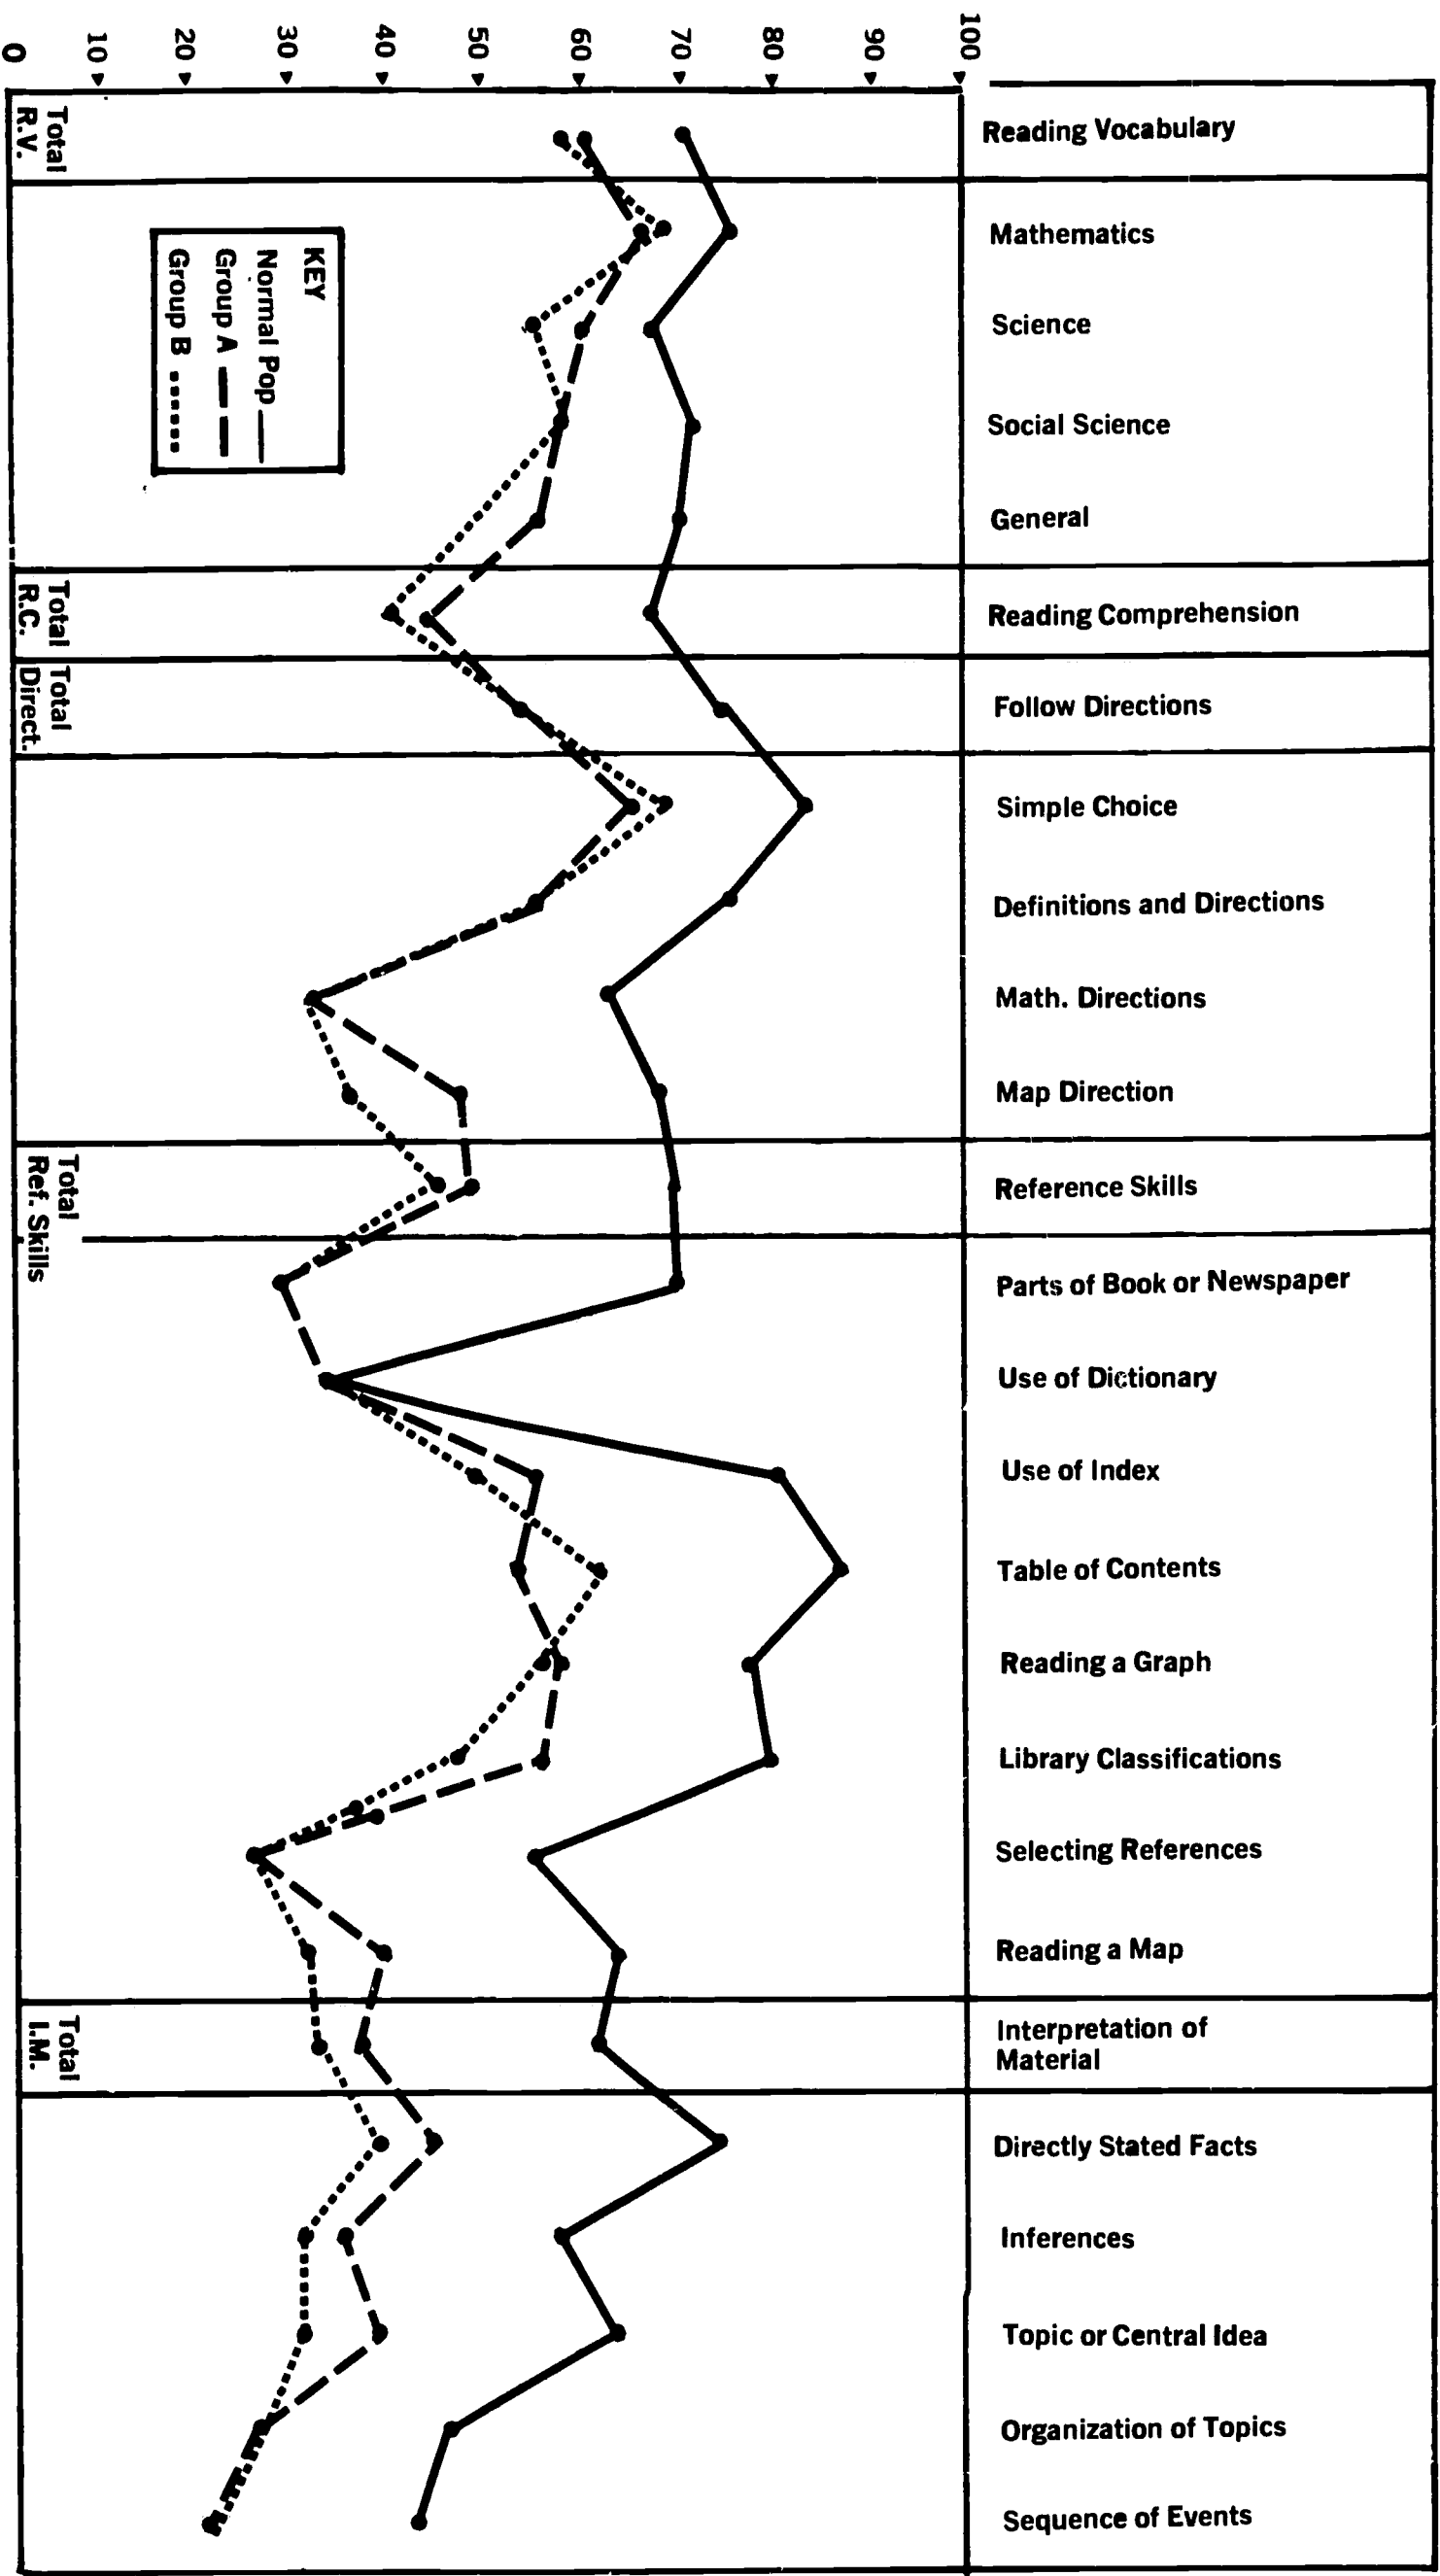 0
10
20
30
40
50
60
70
80
90
100
Reading Vocabulary
Mathematics
Science
Social Science
General
Reading Comprehension
Follow Directions
Simple Choice
Definitions and Directions
Math. Directions
Map Direction
Reference Skills
Parts of Book or Newspaper
Use of Dictionary
Use of Index
Table of Contents
Reading a Graph
Library Classifications
Selecting References
Reading a Map
Interpretation of
Material
Directly Stated Facts
Inferences
Topic or Central Idea
Organization of Topics
Sequence of Events
Total
R.V.
KEY
Normal Pop
Group A
Group B
Total
R.C.
Total
Direct.
Total
Ref. Skills
Total
I.M.